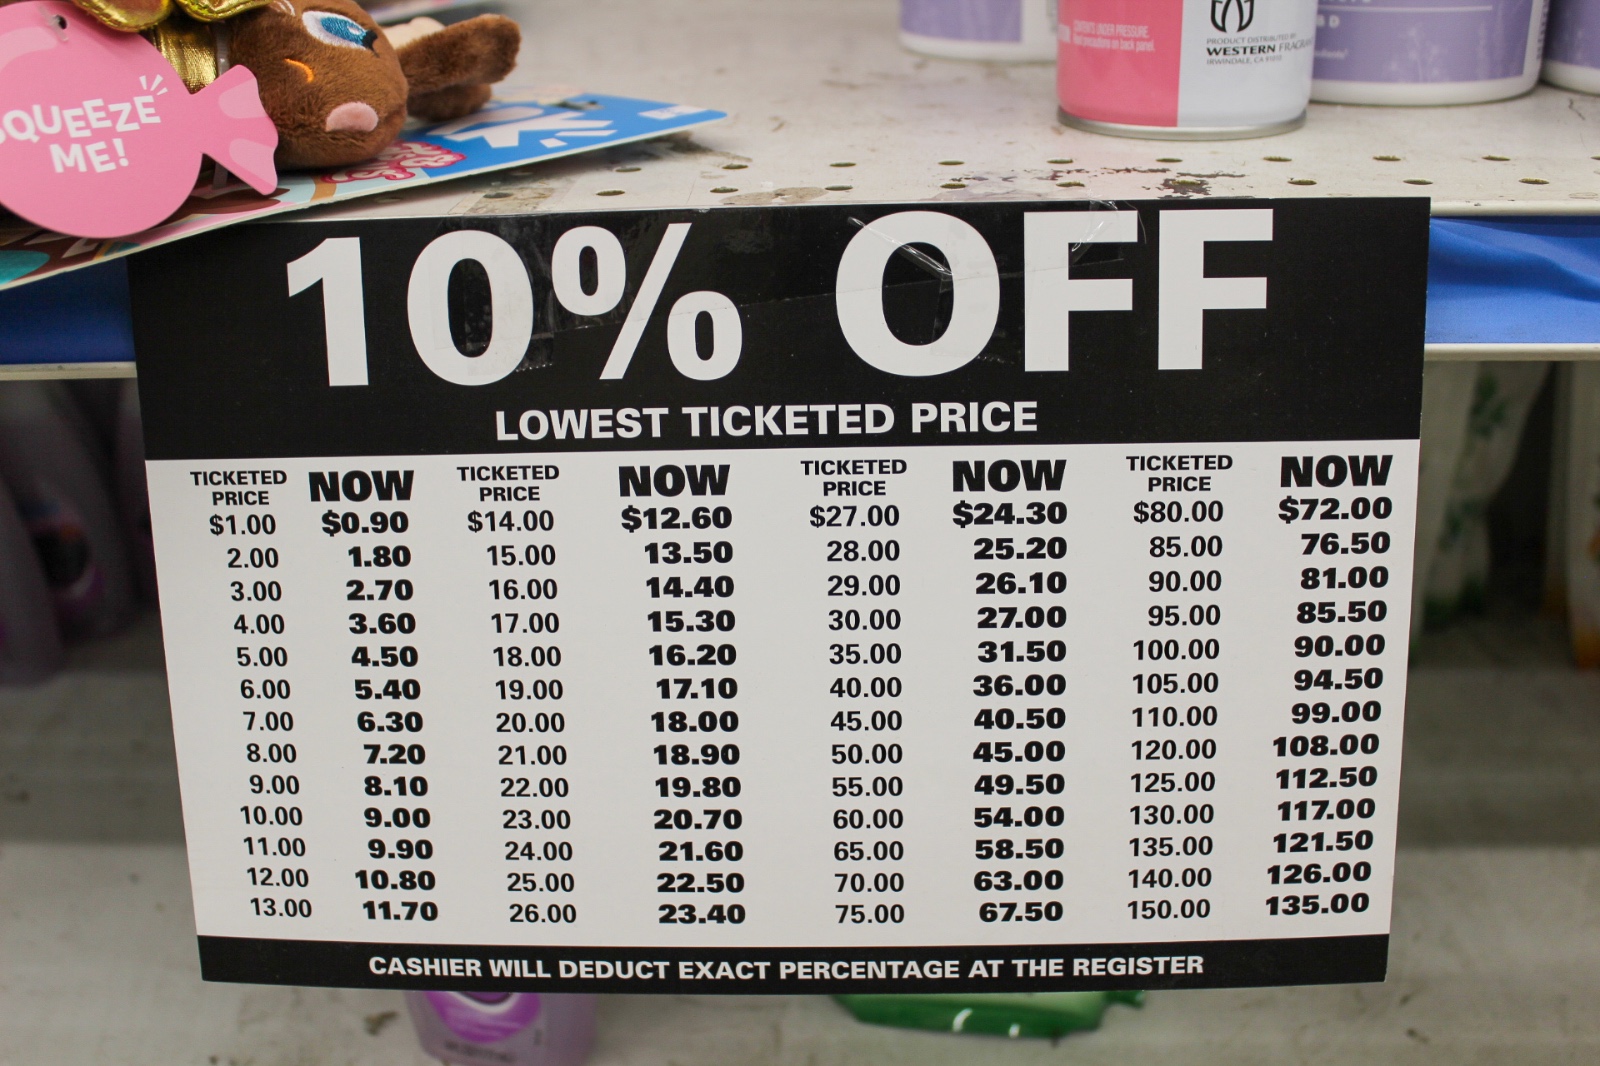 SQUEEZE
ME!
CONTENTS UNDER PRESSURE.
PRODUCT DISTRIBUTED BY
WESTERN
IRWINDALE, CA
10% OFF
LOWEST TICKETED PRICE
TICKETED PRICE NOW TICKETED PRICE NOW TICKETED PRICE NOW TICKETED PRICE NOW
$1.00 $0.90 $14.00 $12.60 $27.00 $24.30 $80.00 $72.00
2.00 1.80 15.00 13.50 28.00 25.20 85.00 76.50
3.00 2.70 16.00 14.40 29.00 26.10 90.00 81.00
4.00 3.60 17.00 15.30 30.00 27.00 95.00 85.50
5.00 4.50 18.00 16.20 35.00 31.50 100.00 90.00
6.00 5.40 19.00 17.10 40.00 36.00 105.00 94.50
7.00 6.30 20.00 18.00 45.00 40.50 110.00 99.00
8.00 7.20 21.00 18.90 50.00 45.00 120.00 108.00
9.00 8.10 22.00 19.80 55.00 49.50 125.00 112.50
10.00 9.00 23.00 20.70 60.00 54.00 130.00 117.00
11.00 9.90 24.00 21.60 65.00 58.50 135.00 121.50
12.00 10.80 25.00 22.50 70.00 63.00 140.00 126.00
13.00 11.70 26.00 23.40 75.00 67.50 150.00 135.00
CASHIER WILL DEDUCT EXACT PERCENTAGE AT THE REGISTER